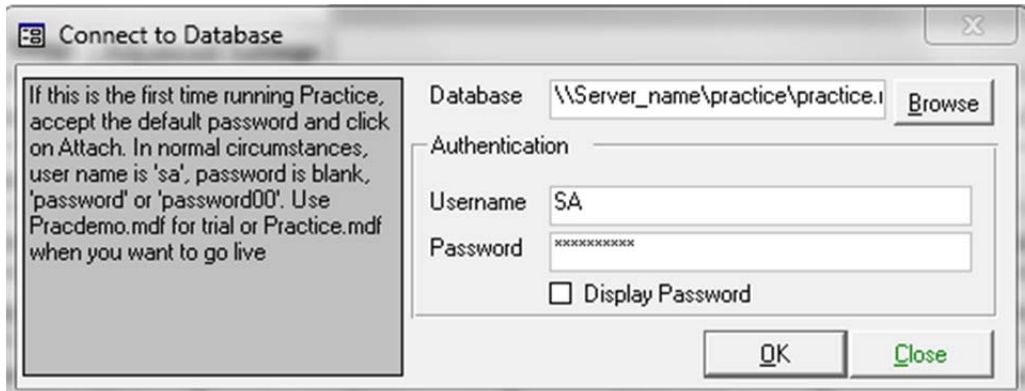 Connect to Database
If this is the first time running Practice,
accept the default password and click
on Attach. In normal circumstances,
user name is 'sa', password is blank,
'password' or 'password00'. Use
Pracdemo.mdf for trial or Practice.mdf
when you want to go live
Database \\Server_name\practice\practice.r Browse
Authentication
Username SA
Password **********
Display Password
OK Close